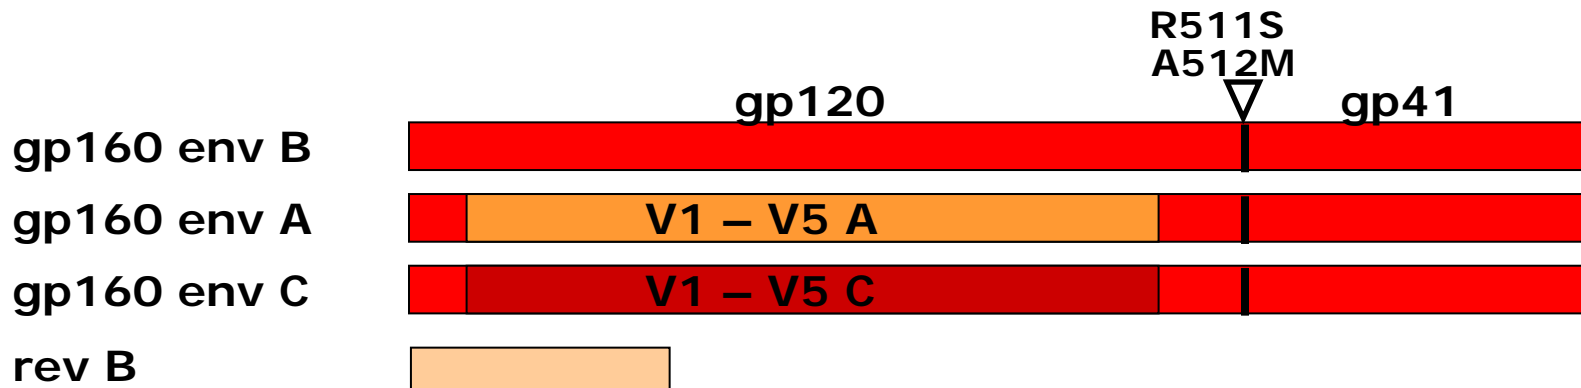 R511S
A512M
gp120
gp41
gp160 env B
gp160 env A
V1 – V5 A
gp160 env C
V1 – V5 C
rev B